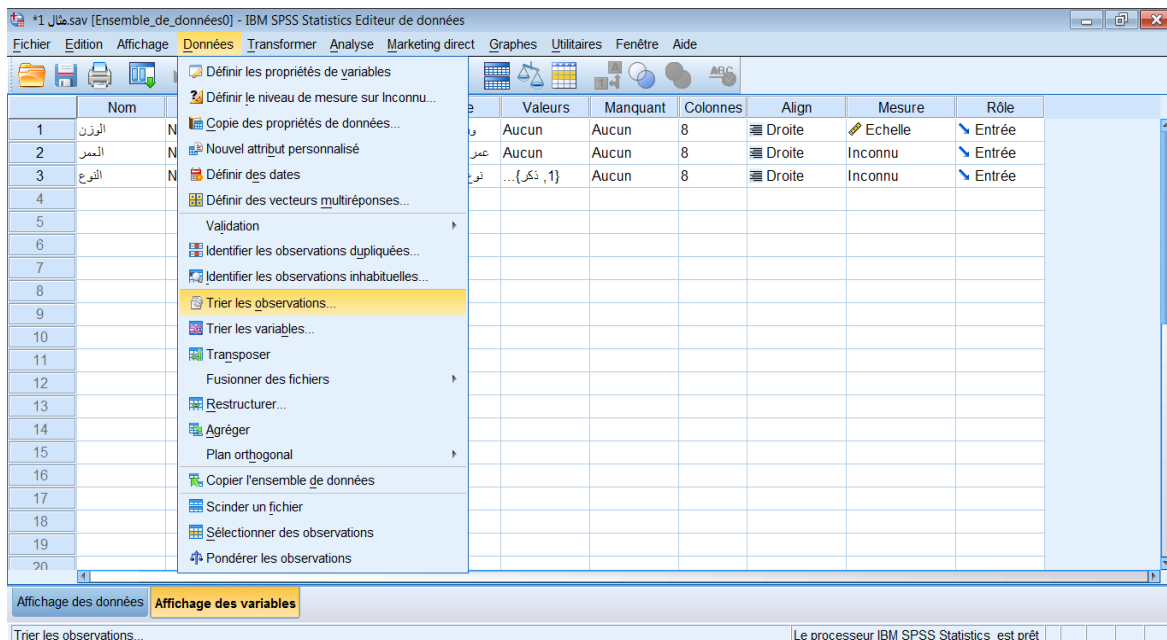 *مثال 1.sav [Ensemble_de_données0] - IBM SPSS Statistics Editeur de données
Fichier Edition Affichage Données Transformer Analyse Marketing direct Graphes Utilitaires Fenêtre Aide
Nom Valeurs Manquant Colonnes Align Mesure Rôle
1 الوزن N Aucun Aucun 8 Droite Echelle Entrée
2 العمر N عمر Aucun Aucun 8 Droite Inconnu Entrée
3 النوع N نوع {1, ذكر}... Aucun 8 Droite Inconnu Entrée
4
5
6
7
8
9
10
11
12
13
14
15
16
17
18
19
20
Définir les propriétés de variables
Définir le niveau de mesure sur Inconnu...
Copie des propriétés de données...
Nouvel attribut personnalisé
Définir des dates
Définir des vecteurs multiréponses...
Validation
Identifier les observations dupliquées...
Identifier les observations inhabituelles...
Trier les observations...
Trier les variables...
Transposer
Fusionner des fichiers
Restructurer...
Agréger
Plan orthogonal
Copier l'ensemble de données
Scinder un fichier
Sélectionner des observations
Pondérer les observations
Affichage des données Affichage des variables
Trier les observations... Le processeur IBM SPSS Statistics est prêt